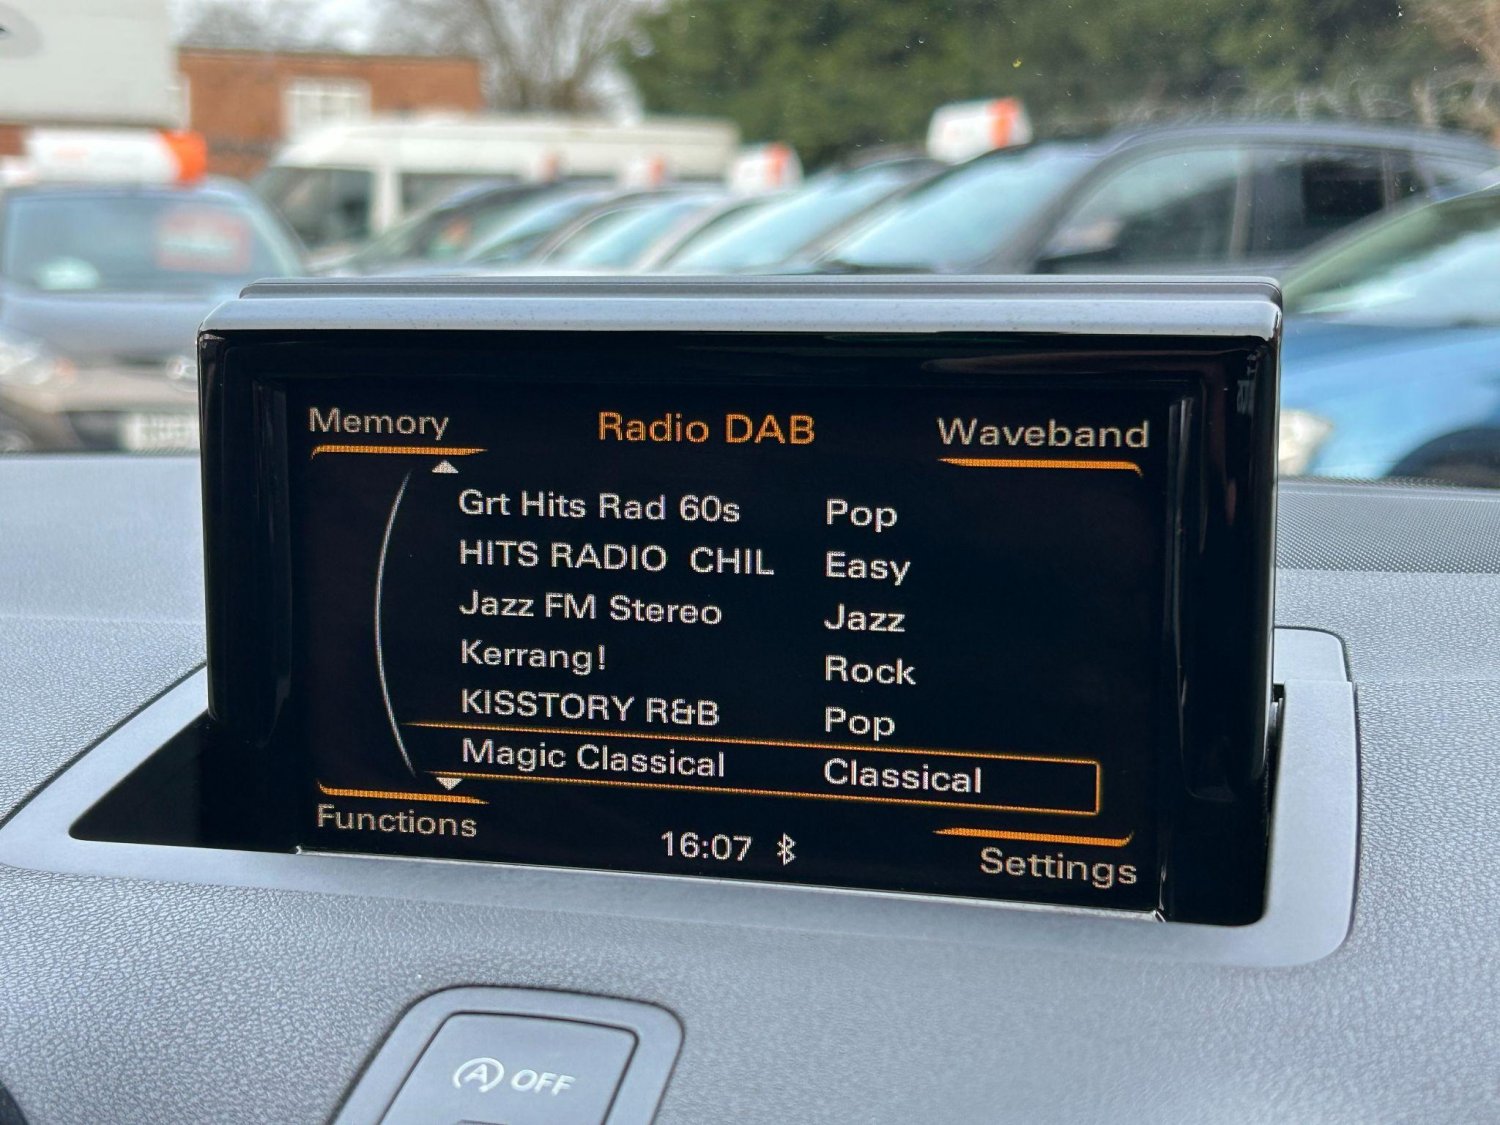 Memory Radio DAB Waveband
Grt Hits Rad 60s Pop
HITS RADIO CHIL Easy
Jazz FM Stereo Jazz
Kerrang! Rock
KISSTORY R&B Pop
Magic Classical Classical
Functions 16:07 Settings
A OFF